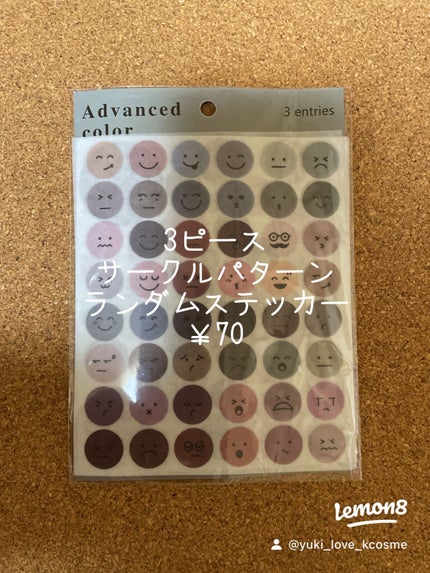 Advanced
color
3 entries
3ピース
サークルパターン
ランダムステッカー
¥70
lemon8
@yuki_love_kcosme